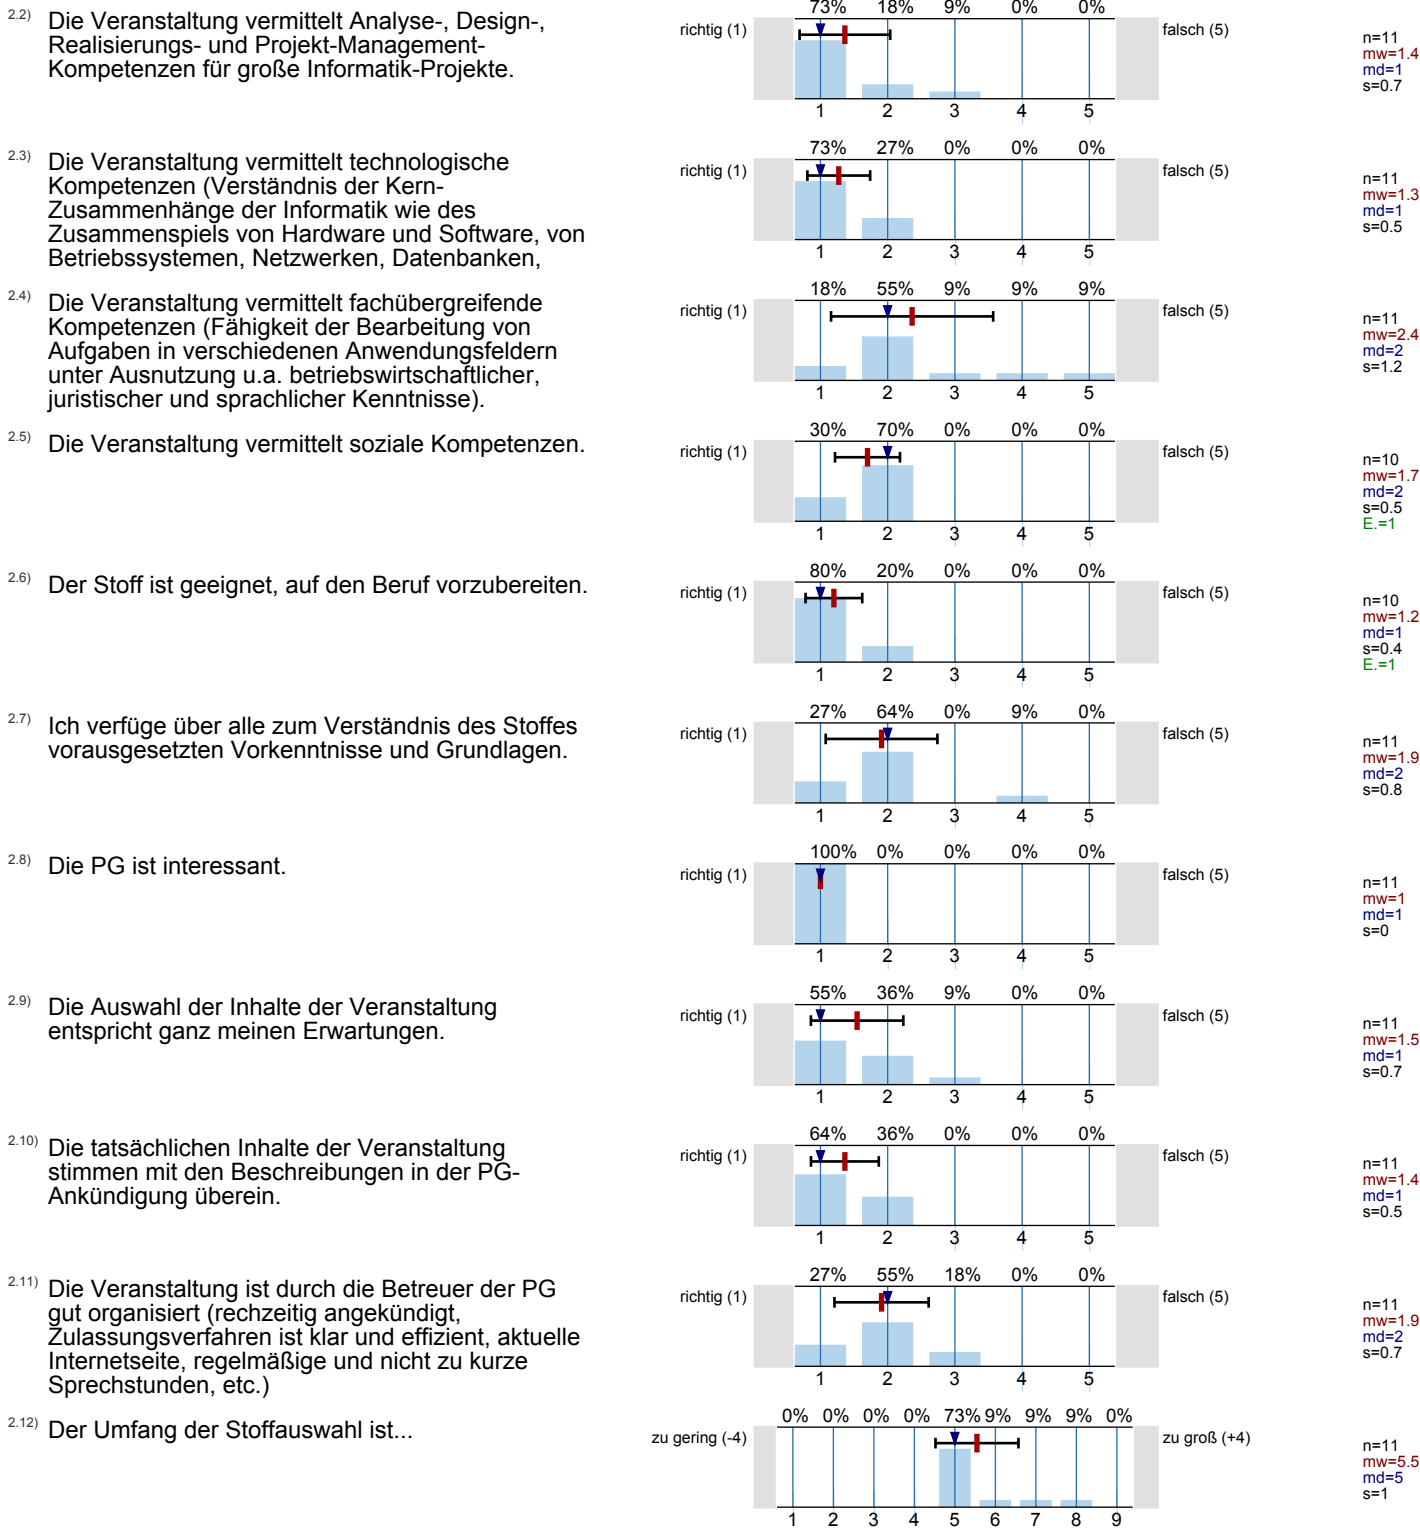 2.2) Die Veranstaltung vermittelt Analyse-, Design-,
Realisierungs- und Projekt-Management-
Kompetenzen für große Informatik-Projekte.
73% 18% 9% 0% 0%
richtig (1) falsch (5)
1 2 3 4 5
n=11
mw=1.4
md=1
s=0.7
2.3) Die Veranstaltung vermittelt technologische
Kompetenzen (Verständnis der Kern-
Zusammenhänge der Informatik wie des
Zusammenspiels von Hardware und Software, von
Betriebssystemen, Netzwerken, Datenbanken,
73% 27% 0% 0% 0%
richtig (1) falsch (5)
1 2 3 4 5
n=11
mw=1.3
md=1
s=0.5
2.4) Die Veranstaltung vermittelt fachübergreifende
Kompetenzen (Fähigkeit der Bearbeitung von
Aufgaben in verschiedenen Anwendungsfeldern
unter Ausnutzung u.a. betriebswirtschaftlicher,
juristischer und sprachlicher Kenntnisse).
18% 55% 9% 9% 9%
richtig (1) falsch (5)
1 2 3 4 5
n=11
mw=2.4
md=2
s=1.2
2.5) Die Veranstaltung vermittelt soziale Kompetenzen.
30% 70% 0% 0% 0%
richtig (1) falsch (5)
1 2 3 4 5
n=10
mw=1.7
md=2
s=0.5
E.=1
2.6) Der Stoff ist geeignet, auf den Beruf vorzubereiten.
80% 20% 0% 0% 0%
richtig (1) falsch (5)
1 2 3 4 5
n=10
mw=1.2
md=1
s=0.4
E.=1
2.7) Ich verfüge über alle zum Verständnis des Stoffes
vorausgesetzten Vorkenntnisse und Grundlagen.
27% 64% 0% 9% 0%
richtig (1) falsch (5)
1 2 3 4 5
n=11
mw=1.9
md=2
s=0.8
2.8) Die PG ist interessant.
100% 0% 0% 0% 0%
richtig (1) falsch (5)
1 2 3 4 5
n=11
mw=1
md=1
s=0
2.9) Die Auswahl der Inhalte der Veranstaltung
entspricht ganz meinen Erwartungen.
55% 36% 9% 0% 0%
richtig (1) falsch (5)
1 2 3 4 5
n=11
mw=1.5
md=1
s=0.7
2.10) Die tatsächlichen Inhalte der Veranstaltung
stimmen mit den Beschreibungen in der PG-
Ankündigung überein.
64% 36% 0% 0% 0%
richtig (1) falsch (5)
1 2 3 4 5
n=11
mw=1.4
md=1
s=0.5
2.11) Die Veranstaltung ist durch die Betreuer der PG
gut organisiert (rechzeitig angekündigt,
Zulassungsverfahren ist klar und effizient, aktuelle
Internetseite, regelmäßige und nicht zu kurze
Sprechstunden, etc.)
27% 55% 18% 0% 0%
richtig (1) falsch (5)
1 2 3 4 5
n=11
mw=1.9
md=2
s=0.7
2.12) Der Umfang der Stoffauswahl ist...
0% 0% 0% 0% 73% 9% 9% 9% 0%
zu gering (-4) zu groß (+4)
1 2 3 4 5 6 7 8 9
n=11
mw=5.5
md=5
s=1